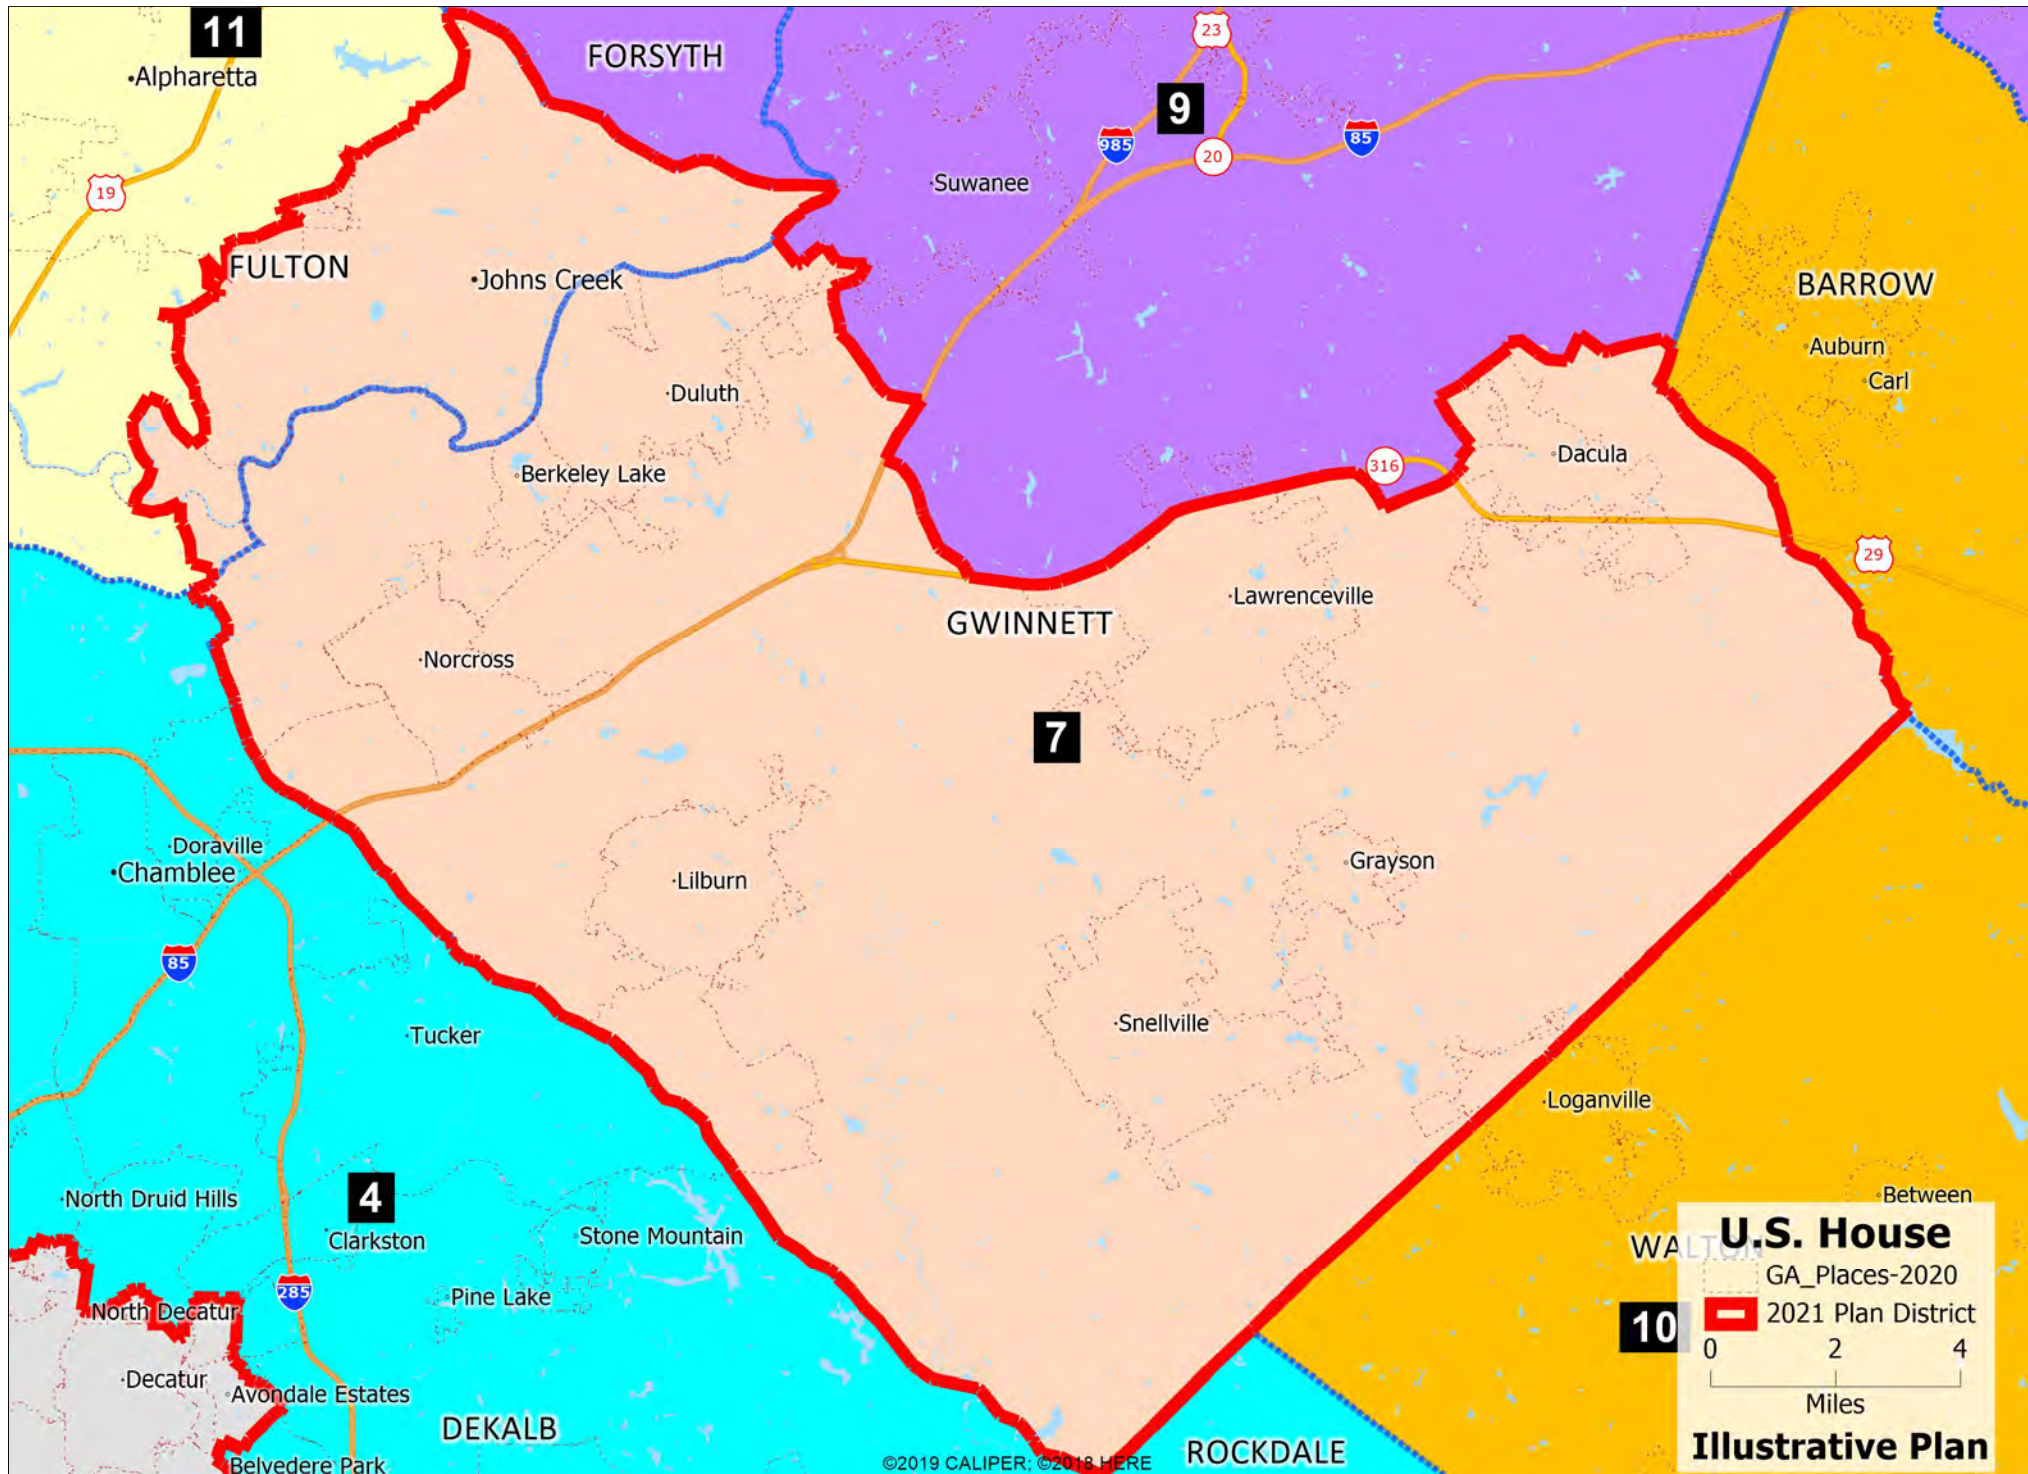 11
Alpharetta
FORSYTH
23
9
985
20
85
19
Suwanee
FULTON
Johns Creek
BARROW
Auburn
Carl
Duluth
Berkeley Lake
316
Dacula
29
Lawrenceville
GWINNETT
Norcross
7
Doraville
Chamblee
Lilburn
Grayson
85
Tucker
Snellville
Loganville
North Druid Hills
4
Clarkston
Stone Mountain
Between
WALTON
285
Pine Lake
North Decatur
10
Decatur
Avondale Estates
DEKALB
ROCKDALE
Belvedere Park
©2019 CALIPER; ©2018 HERE
U.S. House
GA_Places-2020
2021 Plan District
0 2 4
Miles
Illustrative Plan